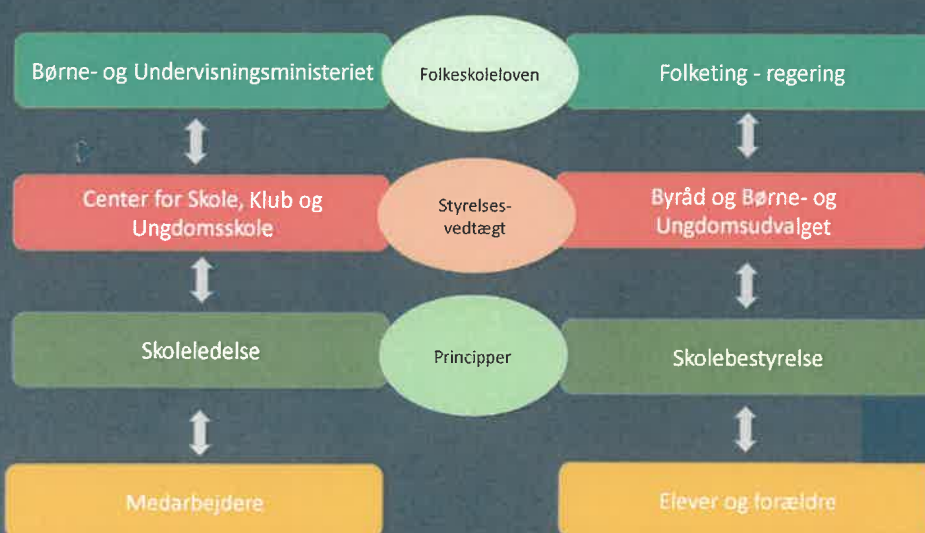 Børne- og Undervisningsministeriet
Folkeskoleloven
Folketing - regering
Center for Skole, Klub og
Ungdomsskole
Styrelses-
vedtægt
Byråd og Børne- og
Ungdomsudvalget
Skoleledelse
Principper
Skolebestyrelse
Medarbejdere
Elever og forældre